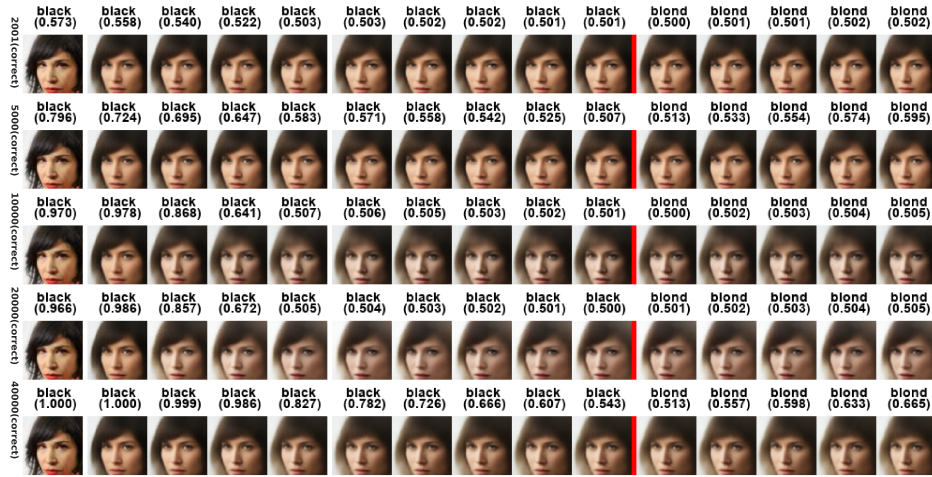 black black black black black black black black black black blond blond blond blond blond
(0.573) (0.558) (0.540) (0.522) (0.503) (0.503) (0.502) (0.502) (0.501) (0.501) (0.500) (0.501) (0.501) (0.502) (0.502)
2001(correct)
black black black black black black black black black black blond blond blond blond blond
(0.796) (0.724) (0.695) (0.647) (0.583) (0.571) (0.558) (0.542) (0.525) (0.507) (0.513) (0.533) (0.554) (0.574) (0.595)
5000(correct)
black black black black black black black black black black blond blond blond blond blond
(0.970) (0.978) (0.868) (0.641) (0.507) (0.506) (0.505) (0.503) (0.502) (0.501) (0.500) (0.502) (0.503) (0.504) (0.505)
10000(correct)
black black black black black black black black black black blond blond blond blond blond
(0.966) (0.986) (0.857) (0.672) (0.505) (0.504) (0.503) (0.502) (0.501) (0.500) (0.501) (0.502) (0.503) (0.504) (0.505)
20000(correct)
black black black black black black black black black black blond blond blond blond blond
(1.000) (1.000) (0.999) (0.986) (0.827) (0.782) (0.726) (0.666) (0.607) (0.543) (0.513) (0.557) (0.598) (0.633) (0.665)
40000(correct)